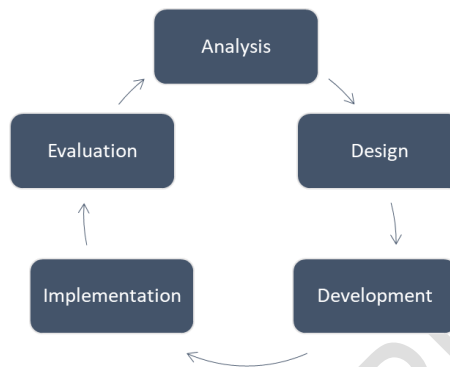 Analysis
Design
Development
Implementation
Evaluation